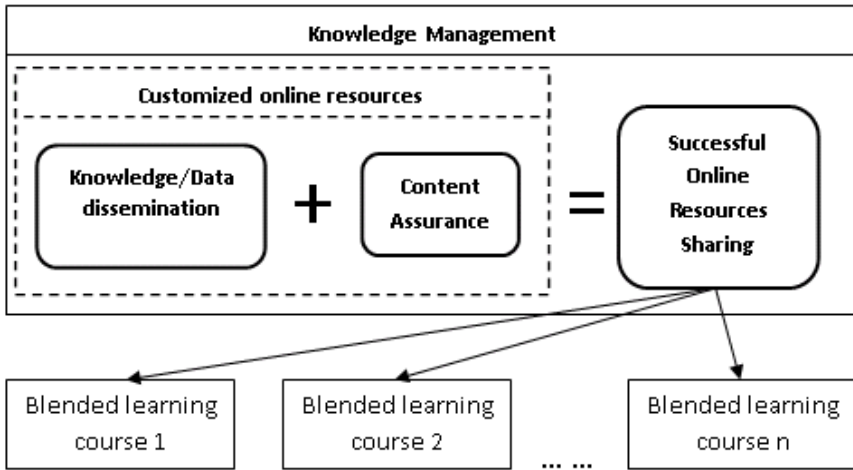 Knowledge Management
Customized online resources
Knowledge/Data
dissemination
+
Content
Assurance
=
Successful
Online
Resources
Sharing
Blended learning
course 1
Blended learning
course 2
... ...
Blended learning
course n